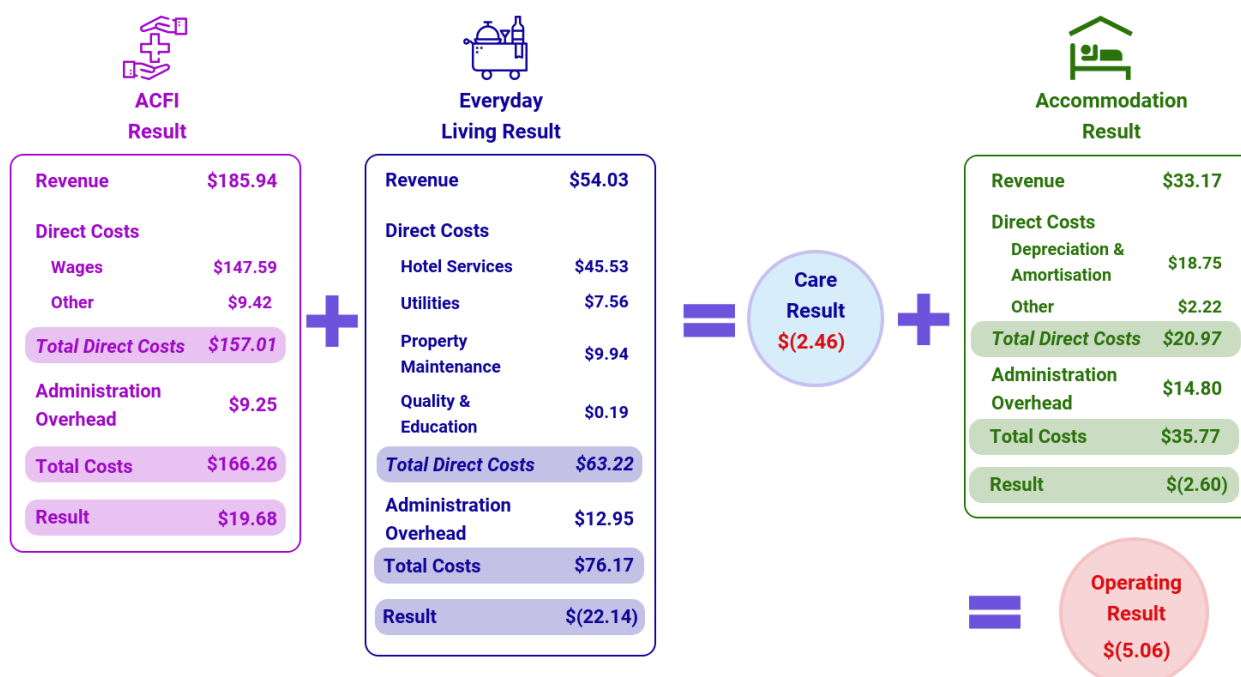 ACFI
Result
Revenue $185.94
Direct Costs
Wages $147.59
Other $9.42
Total Direct Costs $157.01
Administration
Overhead $9.25
Total Costs $166.26
Result $19.68
Everyday
Living Result
Revenue $54.03
Direct Costs
Hotel Services $45.53
Utilities $7.56
Property
Maintenance $9.94
Quality &
Education $0.19
Total Direct Costs $63.22
Administration
Overhead $12.95
Total Costs $76.17
Result $(22.14)
Care
Result
$(2.46)
Accommodation
Result
Revenue $33.17
Direct Costs
Depreciation &
Amortisation $18.75
Other $2.22
Total Direct Costs $20.97
Administration
Overhead $14.80
Total Costs $35.77
Result $(2.60)
Operating
Result
$(5.06)